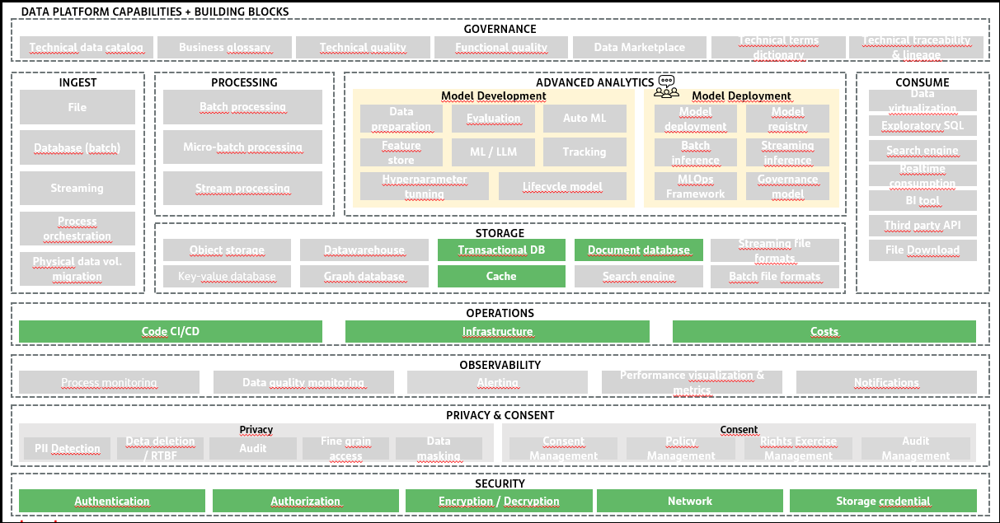 DATA PLATFORM CAPABILITIES + BUILDING BLOCKS
GOVERNANCE
Technical data catalog
Business glossary
Technical quality
Functional quality
Data Marketplace
Technical terms
dictionary
Technical traceability
& lineage
INGEST
File
Database (batch)
Streaming
Process
orchestration
Physical data vol.
migration
PROCESSING
Batch processing
Micro-batch processing
Stream processing
ADVANCED ANALYTICS
Model Development
Data
preparation
Evaluation
Auto ML
Feature
store
ML / LLM
Tracking
Hyperparameter
tunning
Lifecycle model
Model Deployment
Model
deployment
Model
registry
Batch
inference
Streaming
inference
MLOps
Framework
Governance
model
CONSUME
Data
virtualization
Exploratory SQL
Search engine
Realtime
consumption
BI tool
Third party API
File Download
STORAGE
Object storage
Datawarehouse
Transactional DB
Document database
Streaming file
formats
Key-value database
Graph database
Cache
Search engine
Batch file formats
OPERATIONS
Code CI/CD
Infrastructure
Costs
OBSERVABILITY
Process monitoring
Data quality monitoring
Alerting
Performance visualization &
metrics
Notifications
PRIVACY & CONSENT
Privacy
PII Detection
Data deletion
/ RTBF
Audit
Fine grain
access
Data
masking
Consent
Consent
Management
Policy
Management
Rights Exercise
Management
Audit
Management
SECURITY
Authentication
Authorization
Encryption / Decryption
Network
Storage credential